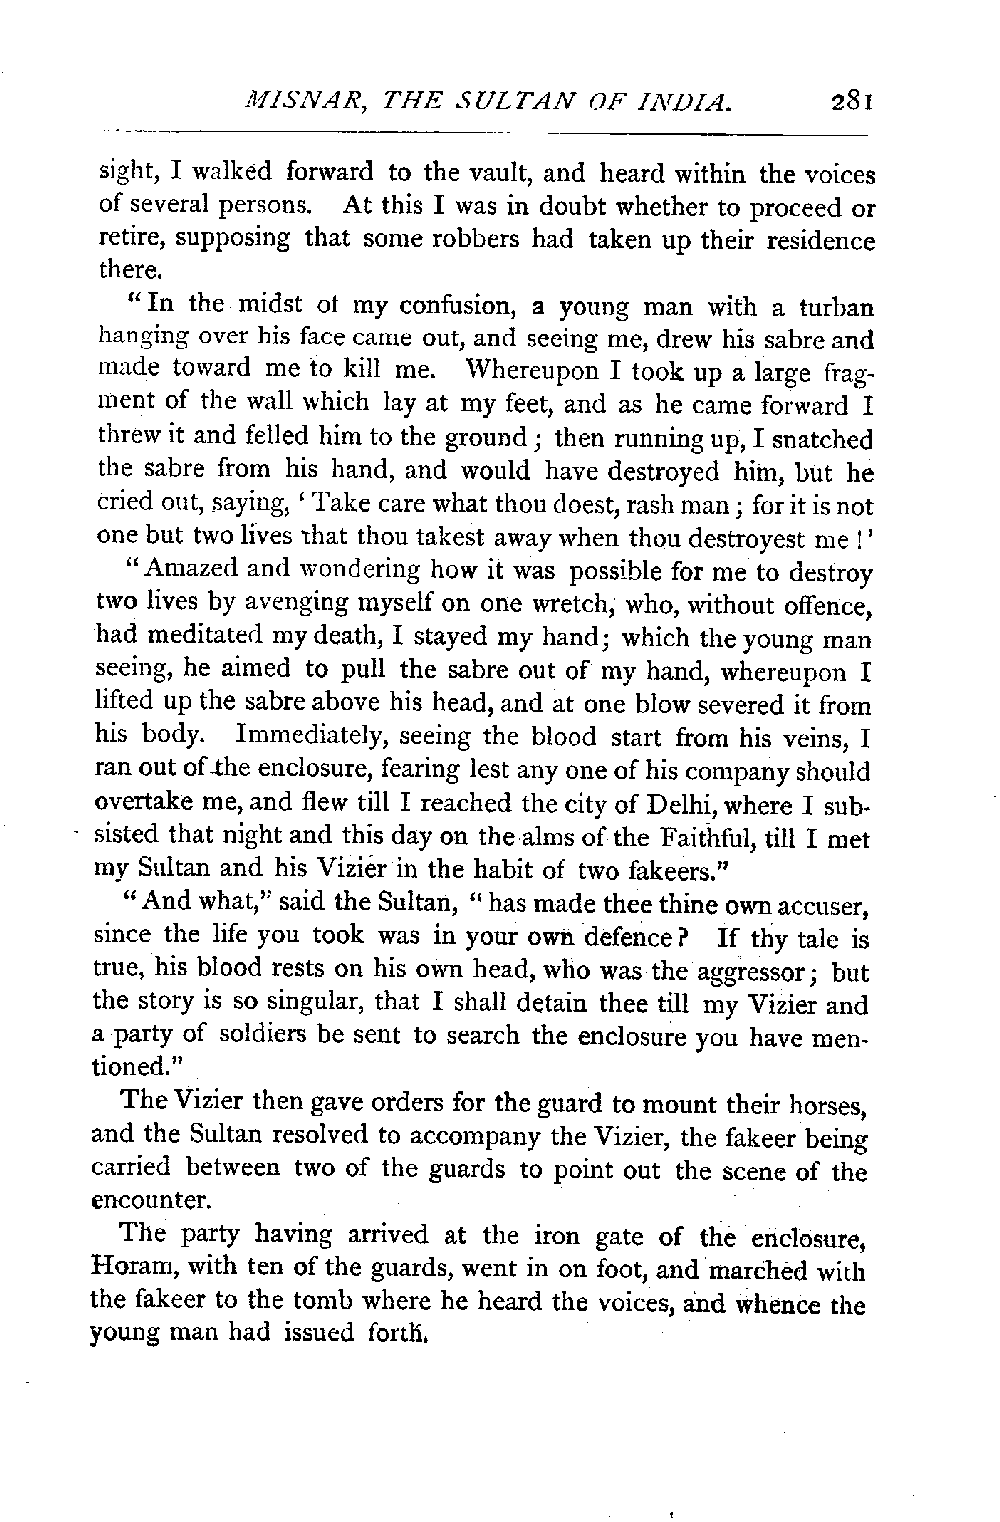 MISNAR, THE SULTAN OF INDIA. 281
sight, I walked forward to the vault, and heard within the voices
of several persons. At this I was in doubt whether to proceed or
retire, supposing that some robbers had taken up their residence
there.
“In the midst of my confusion, a young man with a turban
hanging over his face came out, and seeing me, drew his sabre and
made toward me to kill me. Whereupon I took up a large frag-
ment of the wall which lay at my feet, and as he came forward I
threw it and felled him to the ground; then running up, I snatched
the sabre from his hand, and would have destroyed him, but he
cried out, saying, ‘Take care what thou doest, rash man; for it is not
one but two lives that thou takest away when thou destroyest me!’
“Amazed and wondering how it was possible for me to destroy
two lives by avenging myself on one wretch, who, without offence,
had meditated my death, I stayed my hand; which the young man
seeing, he aimed to pull the sabre out of my hand, whereupon I
lifted up the sabre above his head, and at one blow severed it from
his body. Immediately, seeing the blood start from his veins, I
ran out of the enclosure, fearing lest any one of his company should
overtake me, and flew till I reached the city of Delhi, where I sub-
sisted that night and this day on the alms of the Faithful, till I met
my Sultan and his Vizier in the habit of two fakeers.”
“And what,” said the Sultan, “has made thee thine own accuser,
since the life you took was in your own defence? If thy tale is
true, his blood rests on his own head, who was the aggressor; but
the story is so singular, that I shall detain thee till my Vizier and
a party of soldiers be sent to search the enclosure you have men-
tioned.”
The Vizier then gave orders for the guard to mount their horses,
and the Sultan resolved to accompany the Vizier, the fakeer being
carried between two of the guards to point out the scene of the
encounter.
The party having arrived at the iron gate of the enclosure,
Horam, with ten of the guards, went in on foot, and marched with
the fakeer to the tomb where he heard the voices, and whence the
young man had issued forth.